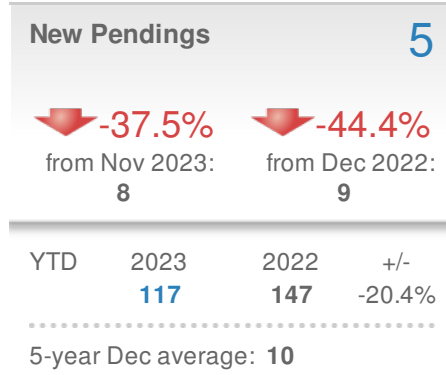 New Pendings 5
-37.5% -44.4%
from Nov 2023: from Dec 2022:
8 9
YTD 2023 2022 +/-
117 147 -20.4%
5-year Dec average: 10